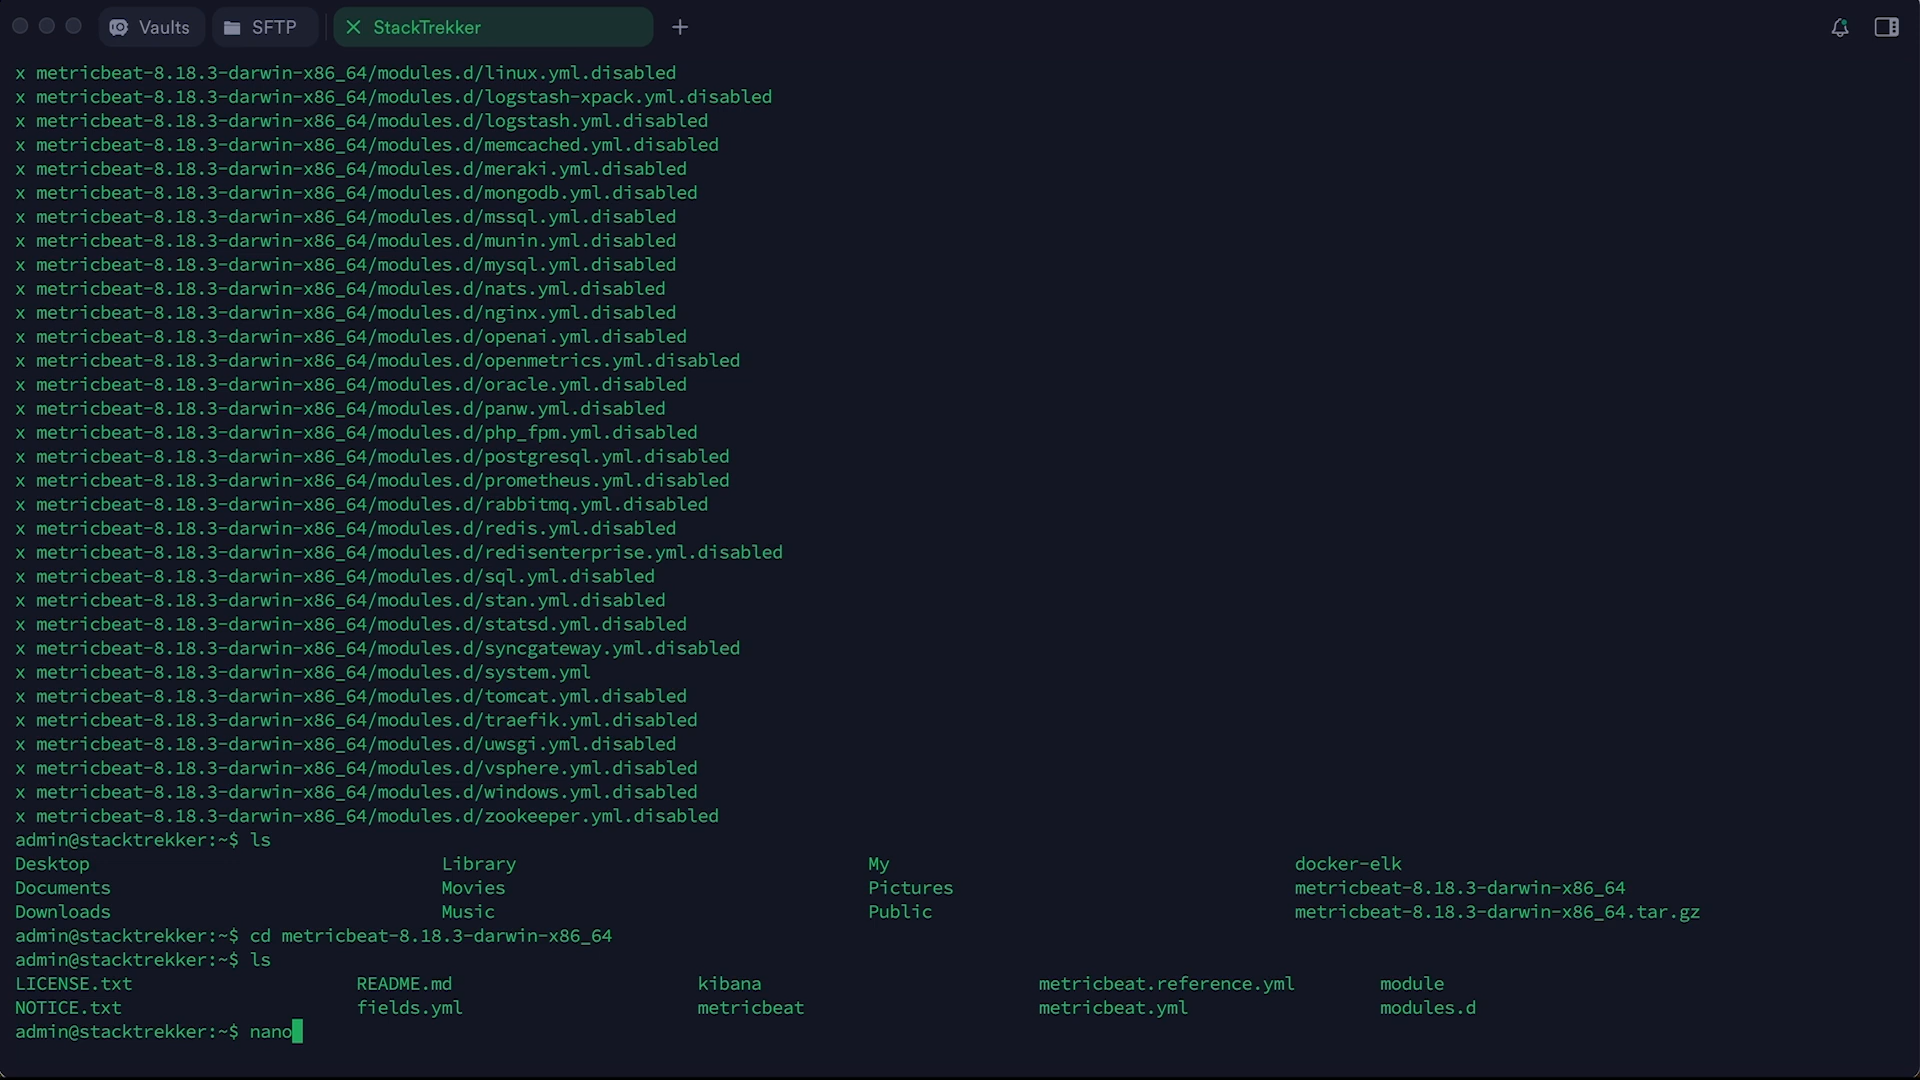 Vaults SFTP StackTrekker
x metricbeat-8.18.3-darwin-x86_64/modules.d/linux.yml.disabled
x metricbeat-8.18.3-darwin-x86_64/modules.d/logstash-xpack.yml.disabled
x metricbeat-8.18.3-darwin-x86_64/modules.d/logstash.yml.disabled
x metricbeat-8.18.3-darwin-x86_64/modules.d/memcached.yml.disabled
x metricbeat-8.18.3-darwin-x86_64/modules.d/meraki.yml.disabled
x metricbeat-8.18.3-darwin-x86_64/modules.d/mongodb.yml.disabled
x metricbeat-8.18.3-darwin-x86_64/modules.d/mssql.yml.disabled
x metricbeat-8.18.3-darwin-x86_64/modules.d/munin.yml.disabled
x metricbeat-8.18.3-darwin-x86_64/modules.d/mysql.yml.disabled
x metricbeat-8.18.3-darwin-x86_64/modules.d/nats.yml.disabled
x metricbeat-8.18.3-darwin-x86_64/modules.d/nginx.yml.disabled
x metricbeat-8.18.3-darwin-x86_64/modules.d/openai.yml.disabled
x metricbeat-8.18.3-darwin-x86_64/modules.d/openmetrics.yml.disabled
x metricbeat-8.18.3-darwin-x86_64/modules.d/oracle.yml.disabled
x metricbeat-8.18.3-darwin-x86_64/modules.d/panw.yml.disabled
x metricbeat-8.18.3-darwin-x86_64/modules.d/php_fpm.yml.disabled
x metricbeat-8.18.3-darwin-x86_64/modules.d/postgresql.yml.disabled
x metricbeat-8.18.3-darwin-x86_64/modules.d/prometheus.yml.disabled
x metricbeat-8.18.3-darwin-x86_64/modules.d/rabbitmq.yml.disabled
x metricbeat-8.18.3-darwin-x86_64/modules.d/redis.yml.disabled
x metricbeat-8.18.3-darwin-x86_64/modules.d/redisenterprise.yml.disabled
x metricbeat-8.18.3-darwin-x86_64/modules.d/sql.yml.disabled
x metricbeat-8.18.3-darwin-x86_64/modules.d/stan.yml.disabled
x metricbeat-8.18.3-darwin-x86_64/modules.d/statsd.yml.disabled
x metricbeat-8.18.3-darwin-x86_64/modules.d/syncgateway.yml.disabled
x metricbeat-8.18.3-darwin-x86_64/modules.d/system.yml
x metricbeat-8.18.3-darwin-x86_64/modules.d/tomcat.yml.disabled
x metricbeat-8.18.3-darwin-x86_64/modules.d/traefik.yml.disabled
x metricbeat-8.18.3-darwin-x86_64/modules.d/uwsgi.yml.disabled
x metricbeat-8.18.3-darwin-x86_64/modules.d/vsphere.yml.disabled
x metricbeat-8.18.3-darwin-x86_64/modules.d/windows.yml.disabled
x metricbeat-8.18.3-darwin-x86_64/modules.d/zookeeper.yml.disabled
admin@stacktrekker:~$ ls
Desktop Library My docker-elk
Documents Movies Pictures metricbeat-8.18.3-darwin-x86_64
Downloads Music Public metricbeat-8.18.3-darwin-x86_64.tar.gz
admin@stacktrekker:~$ cd metricbeat-8.18.3-darwin-x86_64
admin@stacktrekker:~$ ls
LICENSE.txt README.md kibana metricbeat.reference.yml module
NOTICE.txt fields.yml metricbeat metricbeat.yml modules.d
admin@stacktrekker:~$ nano